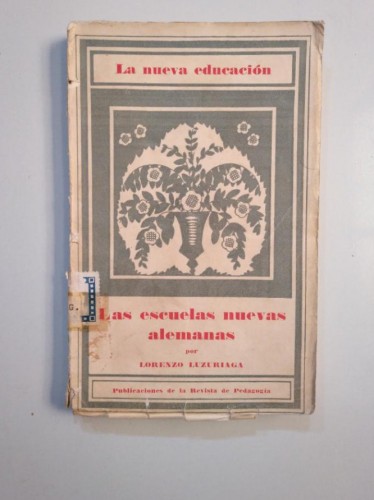 La nueva educación
Las escuelas nuevas
alemanas
por
LORENZO LUZURIAGA
Publicaciones de la Revista de Pedagogía